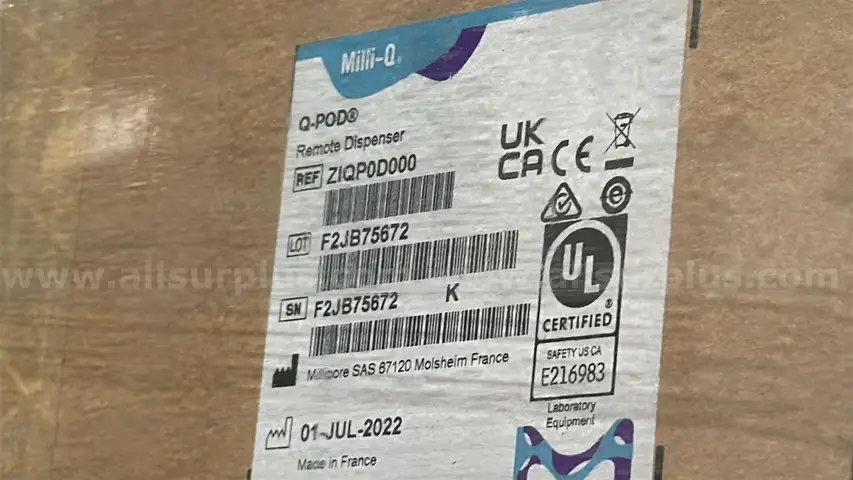 Milli-Q®
Q-POD®
Remote Dispenser
REF ZIQP0D000
LOT F2JB75672
SN F2JB75672 K
Millipore SAS 67120 Molsheim France
01-JUL-2022
Made in France
UK
CA CE
e
UL ®
CERTIFIED
SAFETY US CA
E216983
Laboratory
Equipment